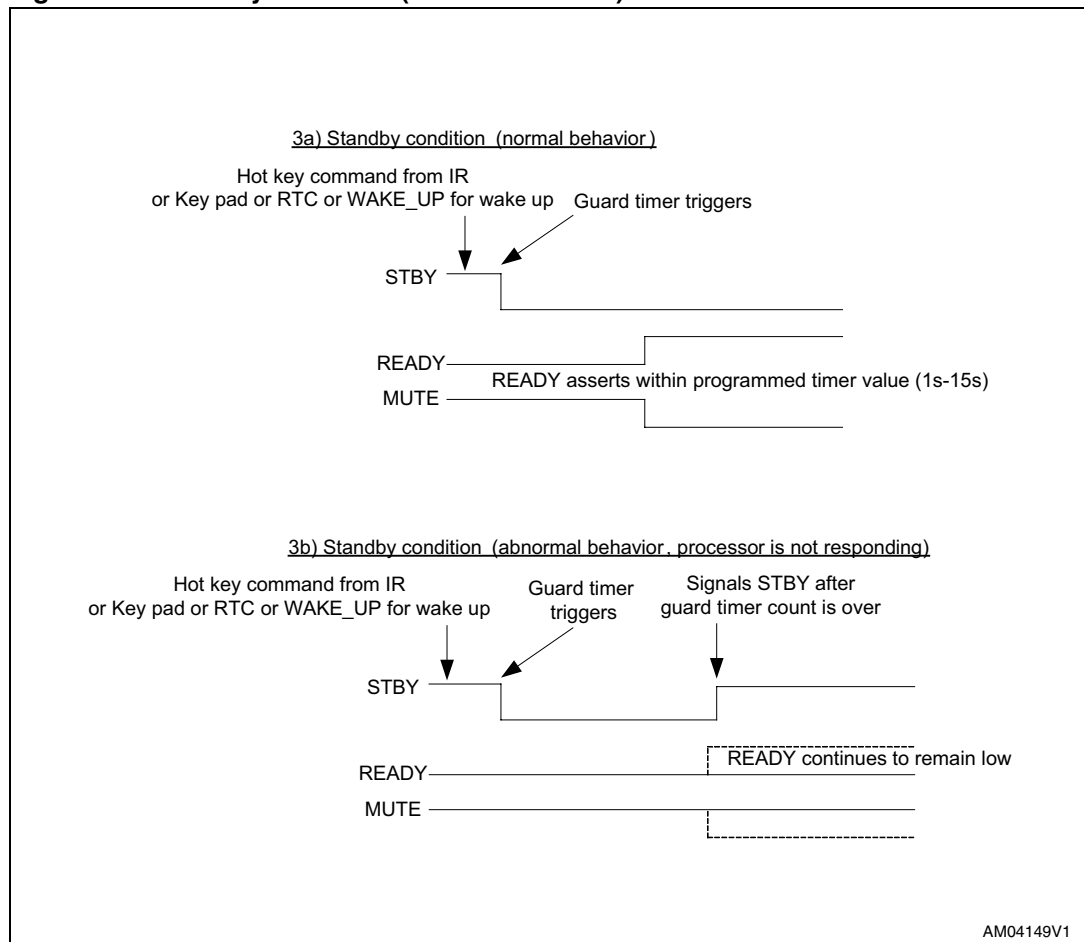 3a) Standby condition (normal behavior)
Hot key command from IR
or Key pad or RTC or WAKE_UP for wake up
Guard timer triggers
STBY
READY
READY asserts within programmed timer value (1s-15s)
MUTE
3b) Standby condition (abnormal behavior, processor is not responding)
Hot key command from IR
or Key pad or RTC or WAKE_UP for wake up
Guard timer
triggers
Signals STBY after
guard timer count is over
STBY
READY
READY continues to remain low
MUTE
AM04149V1